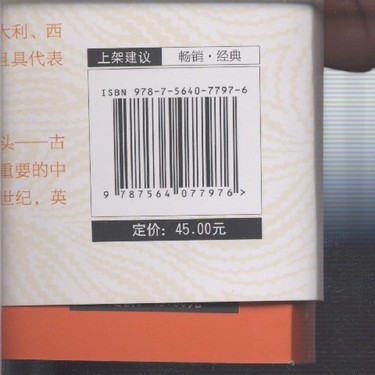 大利、西
且具代表
头——古
重要的中
世纪，英
上架建议 畅销·经典
ISBN 978-7-5640-7797-6
9 787564 077976 >
定价: 45.00元